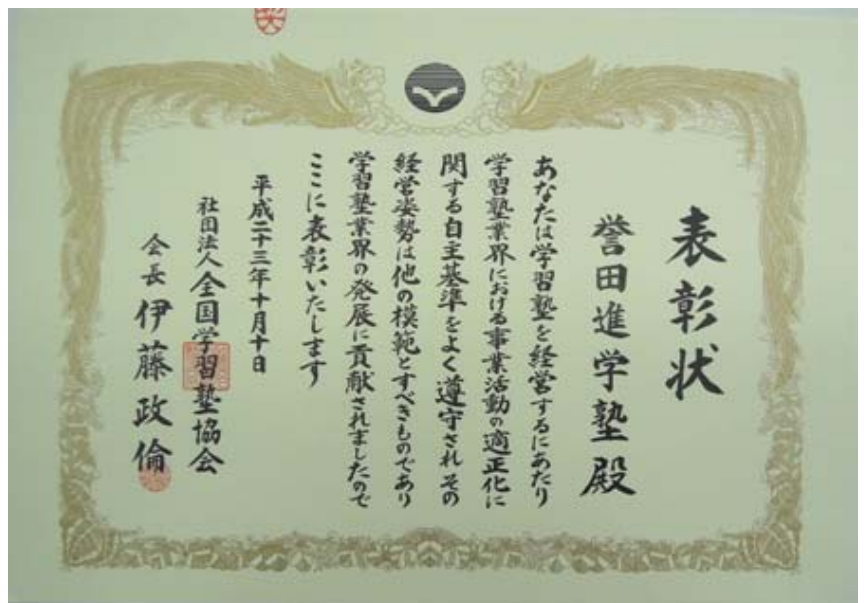 表彰状
誉田進学塾殿
あなたは学習塾を経営するにあたり
学習塾業界における事業活動の適正化に
関する自主基準をよく遵守され その
経営姿勢は他の模範とすべきものであり
学習塾業界の発展に貢献されましたので
ここに表彰いたします
平成二十三年十月十日
社団法人全国学習塾協会
会長 伊藤政倫